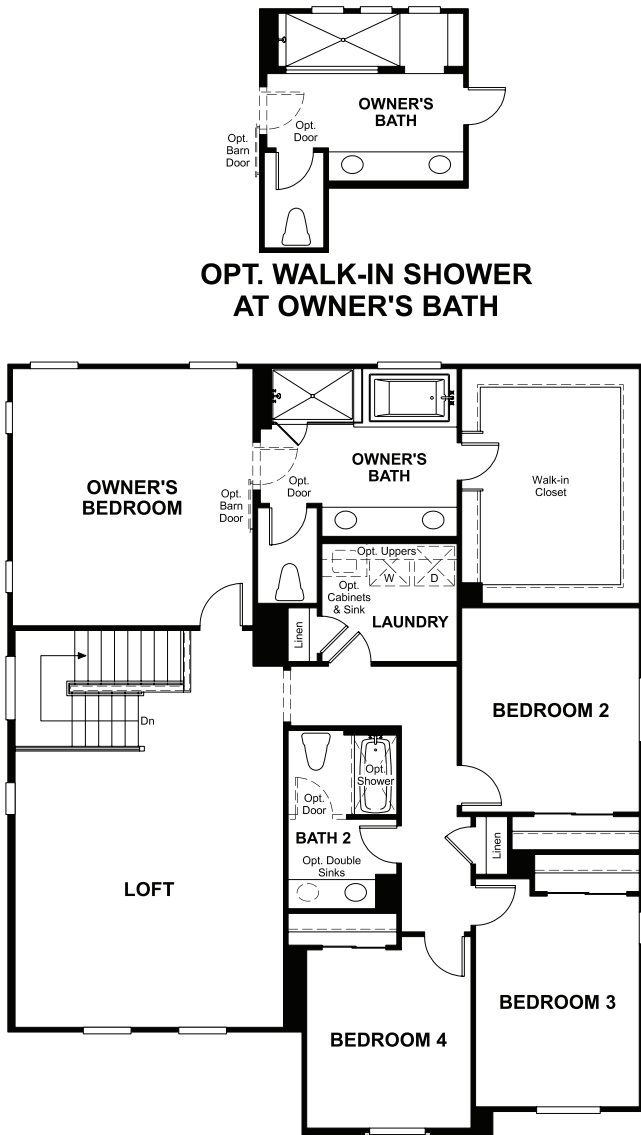 OWNER'S
BATH
Opt.
Door
Opt.
Barn
Door
OPT. WALK-IN SHOWER
AT OWNER'S BATH
OWNER'S
BEDROOM
OWNER'S
BATH
Opt.
Door
Opt.
Barn
Door
Walk-in
Closet
Opt. Uppers
W
D
Opt.
Cabinets
& Sink
LAUNDRY
Linen
Dn
BEDROOM 2
Opt.
Shower
Opt.
Door
BATH 2
Opt. Double
Sinks
Linen
LOFT
BEDROOM 3
BEDROOM 4